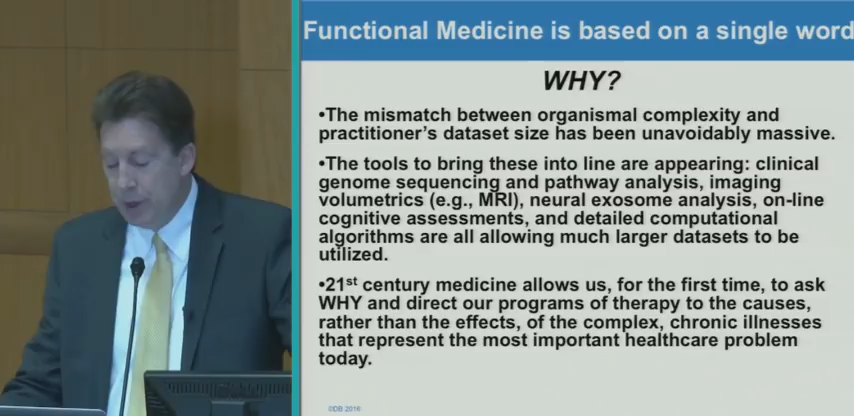 Functional Medicine is based on a single word
WHY?
•The mismatch between organismal complexity and
practitioner's dataset size has been unavoidably massive.
•The tools to bring these into line are appearing: clinical
genome sequencing and pathway analysis, imaging
volumetrics (e.g., MRI), neural exosome analysis, on-line
cognitive assessments, and detailed computational
algorithms are all allowing much larger datasets to be
utilized.
•21st century medicine allows us, for the first time, to ask
WHY and direct our programs of therapy to the causes,
rather than the effects, of the complex, chronic illnesses
that represent the most important healthcare problem
today.
©DB 2016